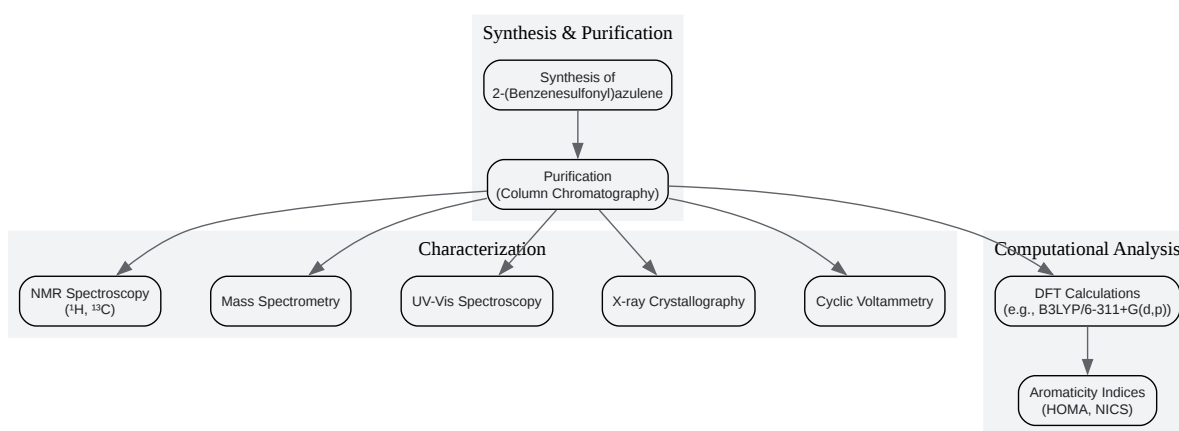 Synthesis & Purification
Synthesis of
2-(Benzenesulfonyl)azulene
Purification
(Column Chromatography)
Characterization
NMR Spectroscopy
(¹H, ¹³C)
Mass Spectrometry
UV-Vis Spectroscopy
X-ray Crystallography
Cyclic Voltammetry
Computational Analysis
DFT Calculations
(e.g., B3LYP/6-311+G(d,p))
Aromaticity Indices
(HOMA, NICS)